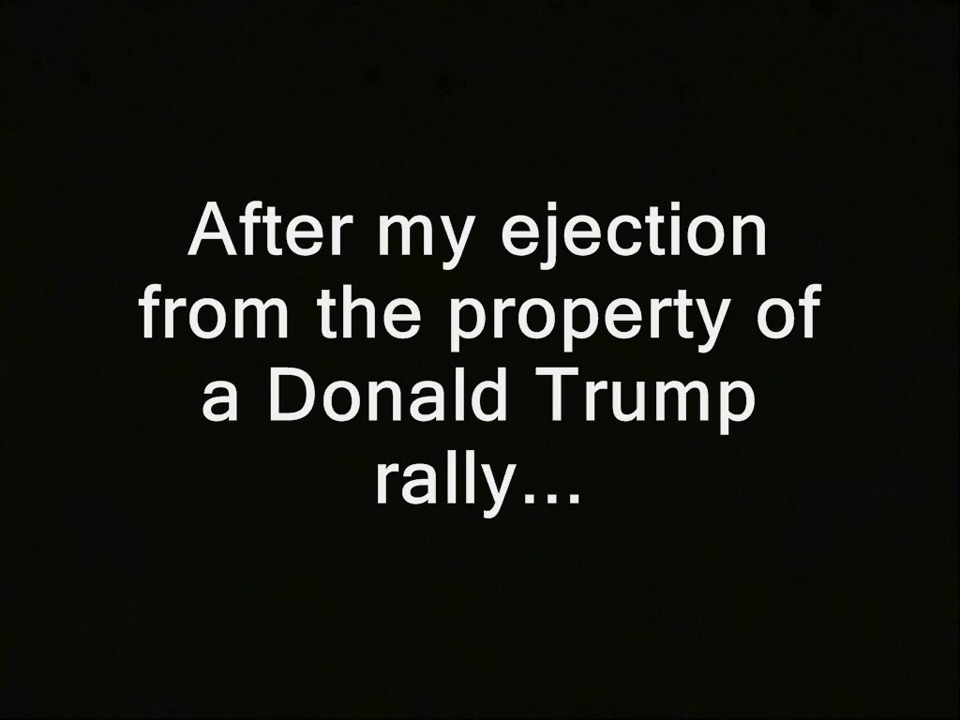 After my ejection
from the property of
a Donald Trump
rally...